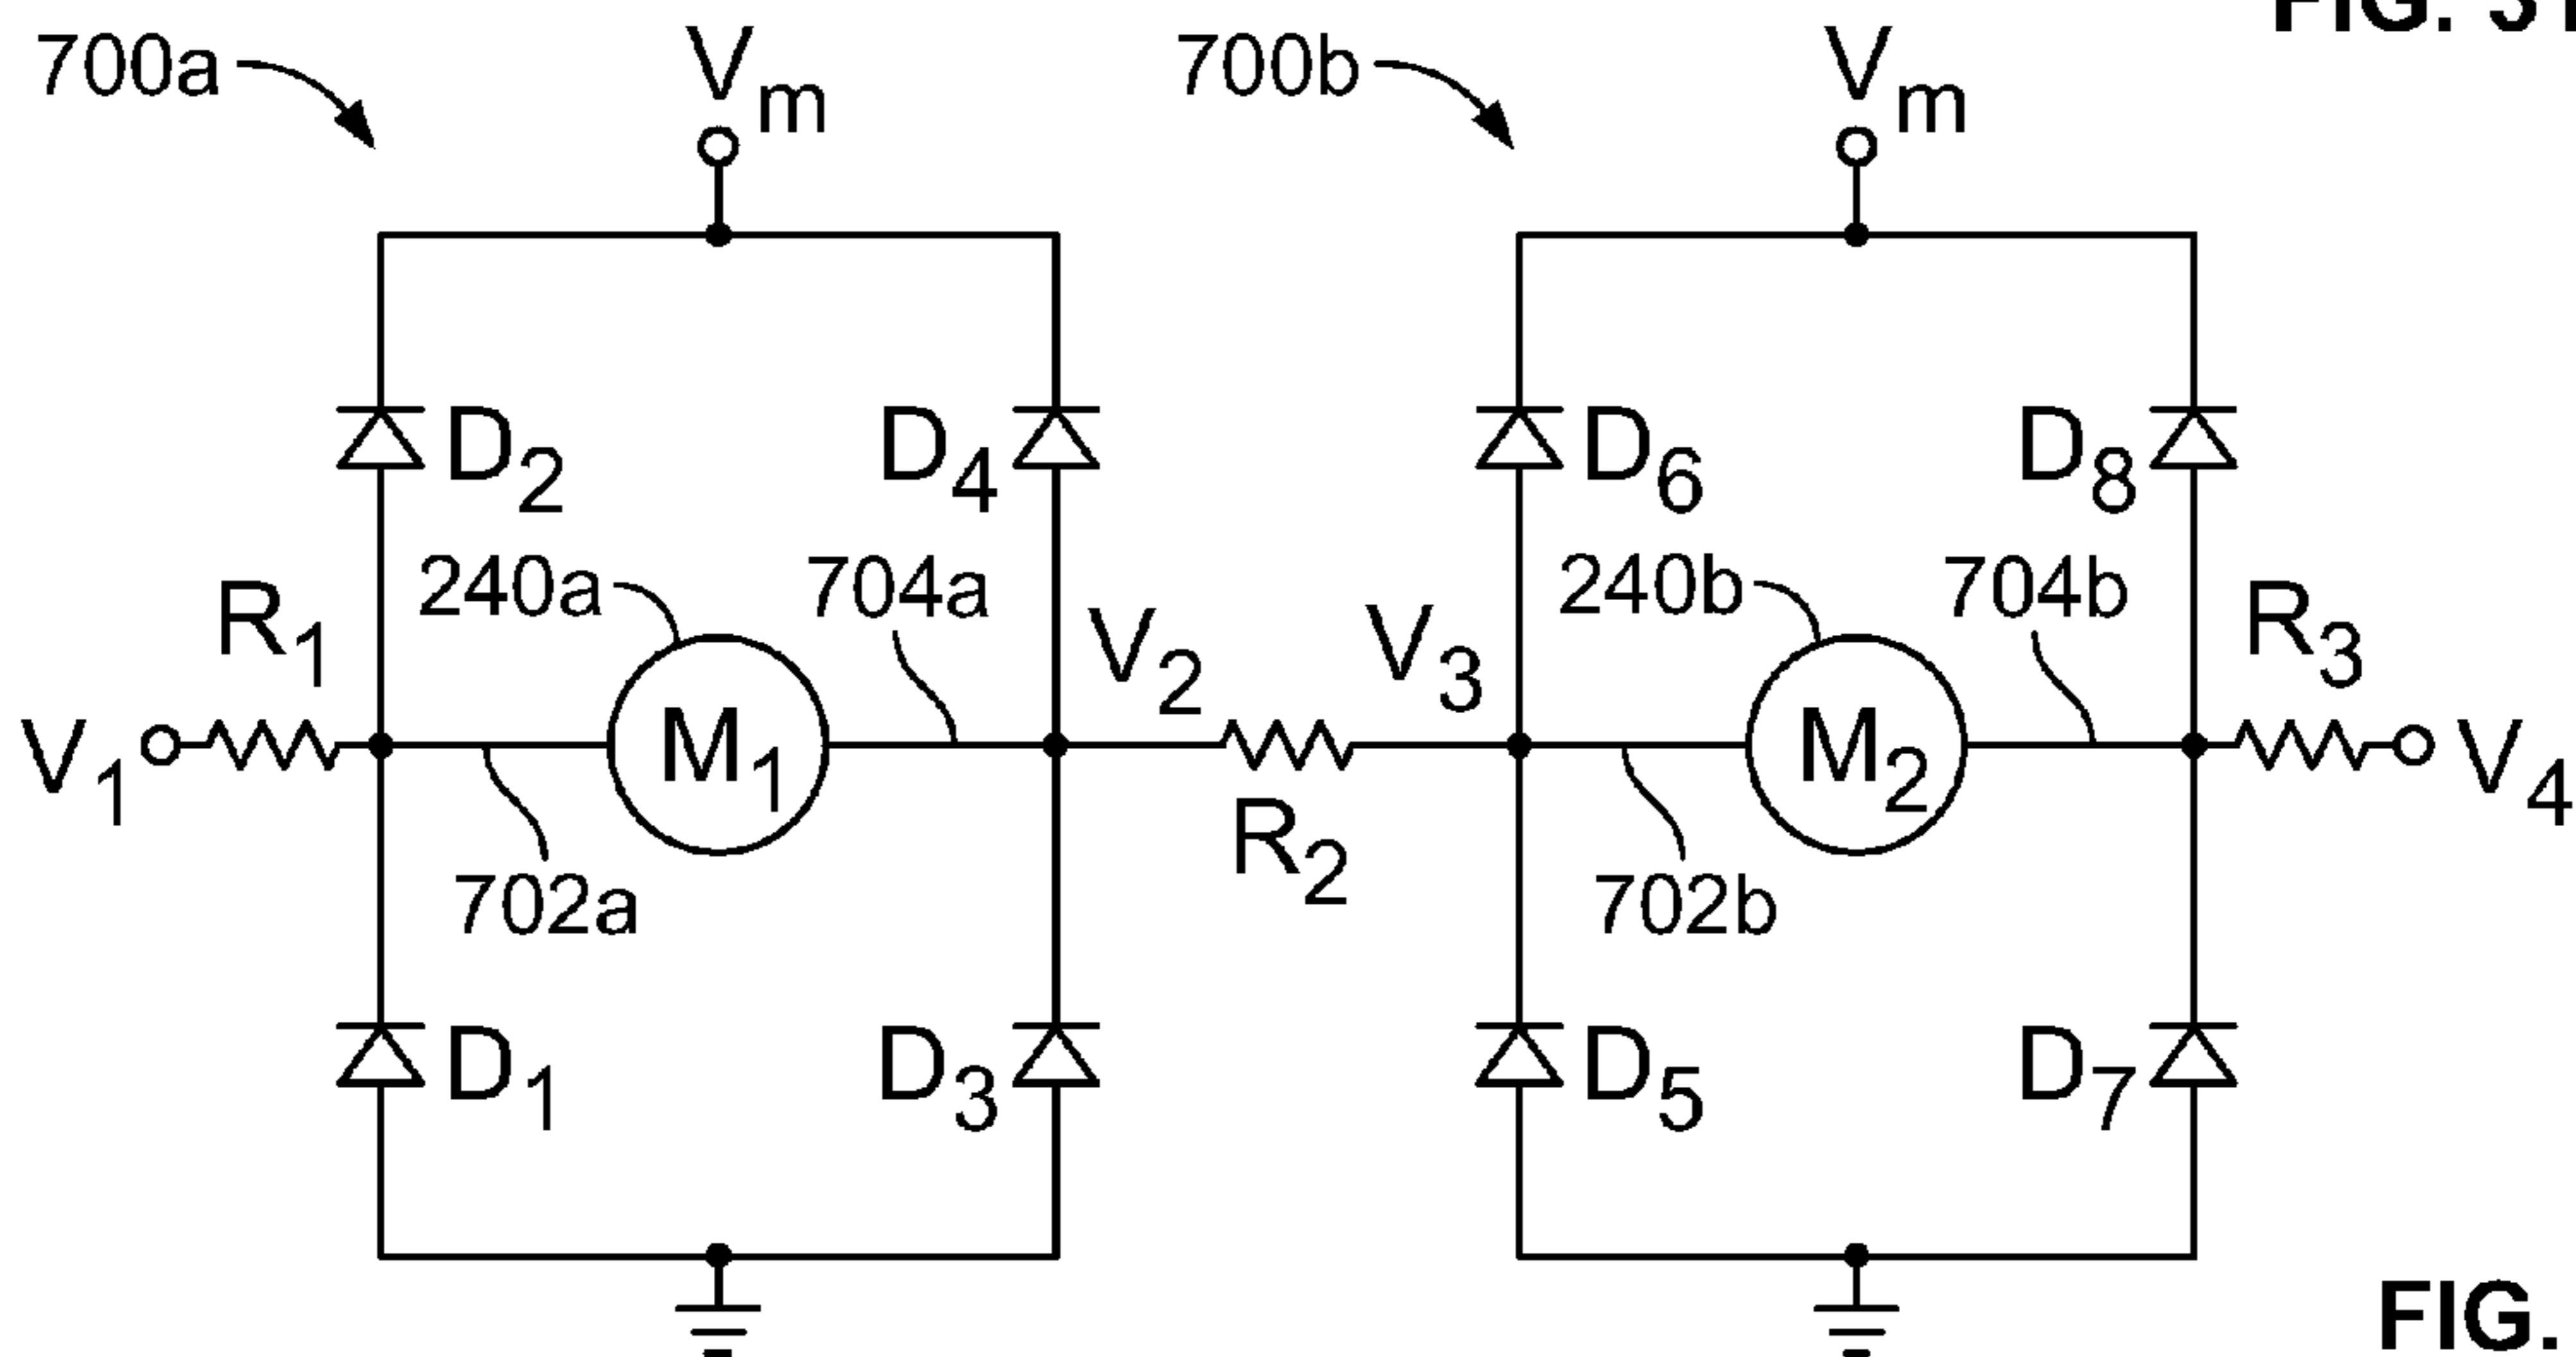 FIG. 3
700a
Vm
700b
Vm
D2
D4
D6
D8
R1
240a
704a
V2
V3
240b
704b
R3
V1
M1
M2
V4
702a
R2
702b
D1
D3
D5
D7
FIG.